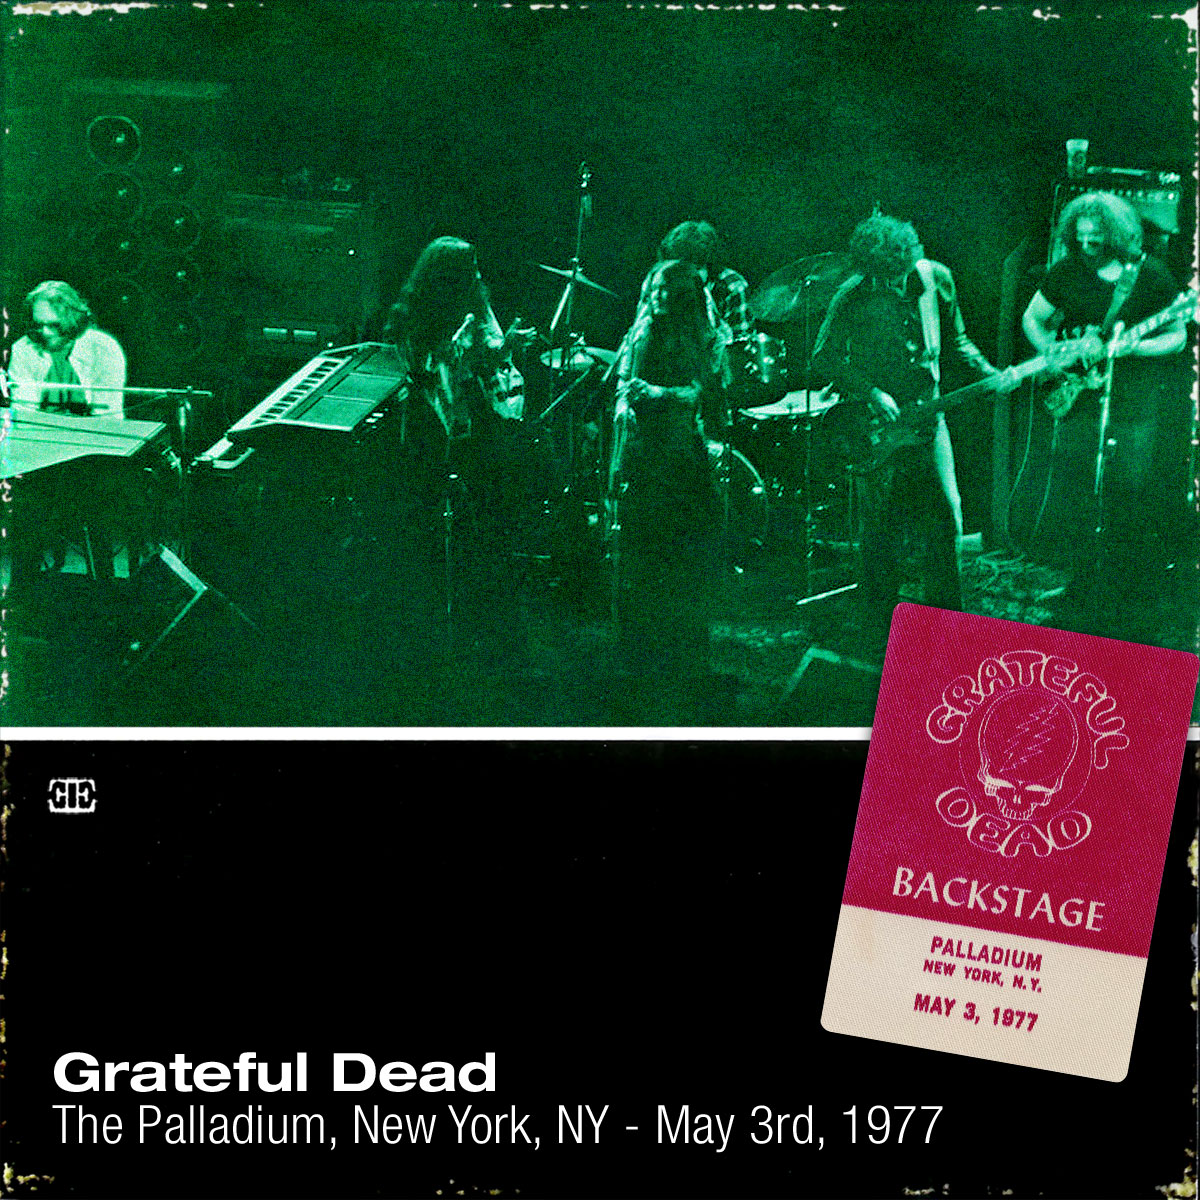 GRATEFUL
DEAD
BACKSTAGE
PALLADIUM
NEW YORK, N.Y.
MAY 3, 1977
Grateful Dead
The Palladium, New York, NY - May 3rd, 1977